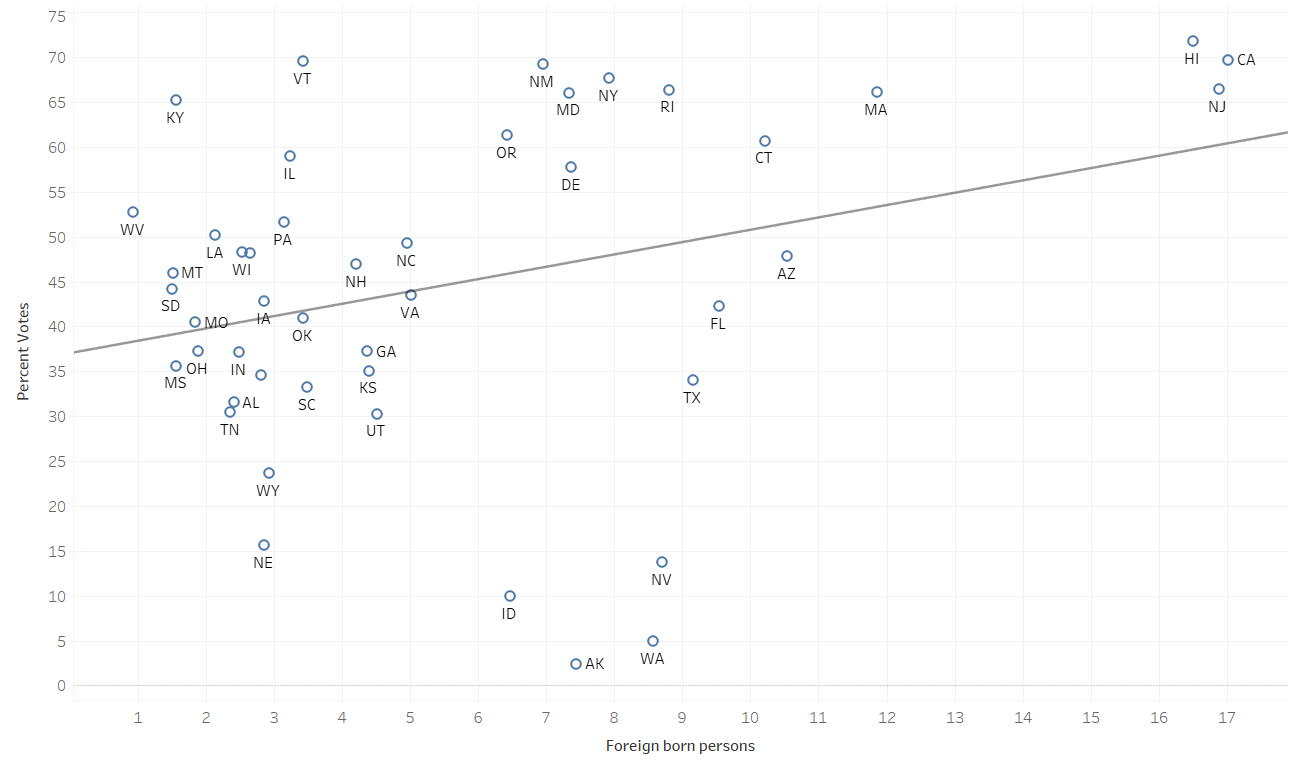 75
70
65
60
55
50
45
40
35
30
25
20
15
10
5
0
Percent Votes
HI
CA
VT
NM
NY
MD
RI
MA
NJ
KY
OR
CT
IL
DE
WV
PA
LA
NC
WI
MT
NH
AZ
SD
IA
VA
MO
OK
FL
MS
OH
IN
GA
KS
SC
TX
AL
TN
UT
WY
NE
NV
ID
WA
AK
1 2 3 4 5 6 7 8 9 10 11 12 13 14 15 16 17
Foreign born persons